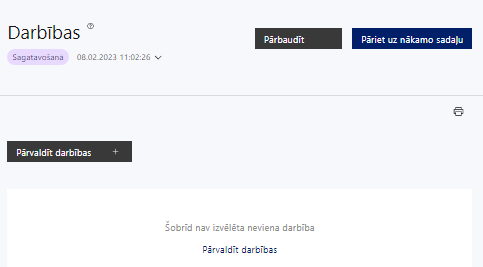 Darbības
Pārbaudīt
Pāriet uz nākamo sadaļu
Sagatavošana
08.02.2023 11:02:26
Pārvaldīt darbības +
Šobrīd nav izvēlēta neviena darbība
Pārvaldīt darbības